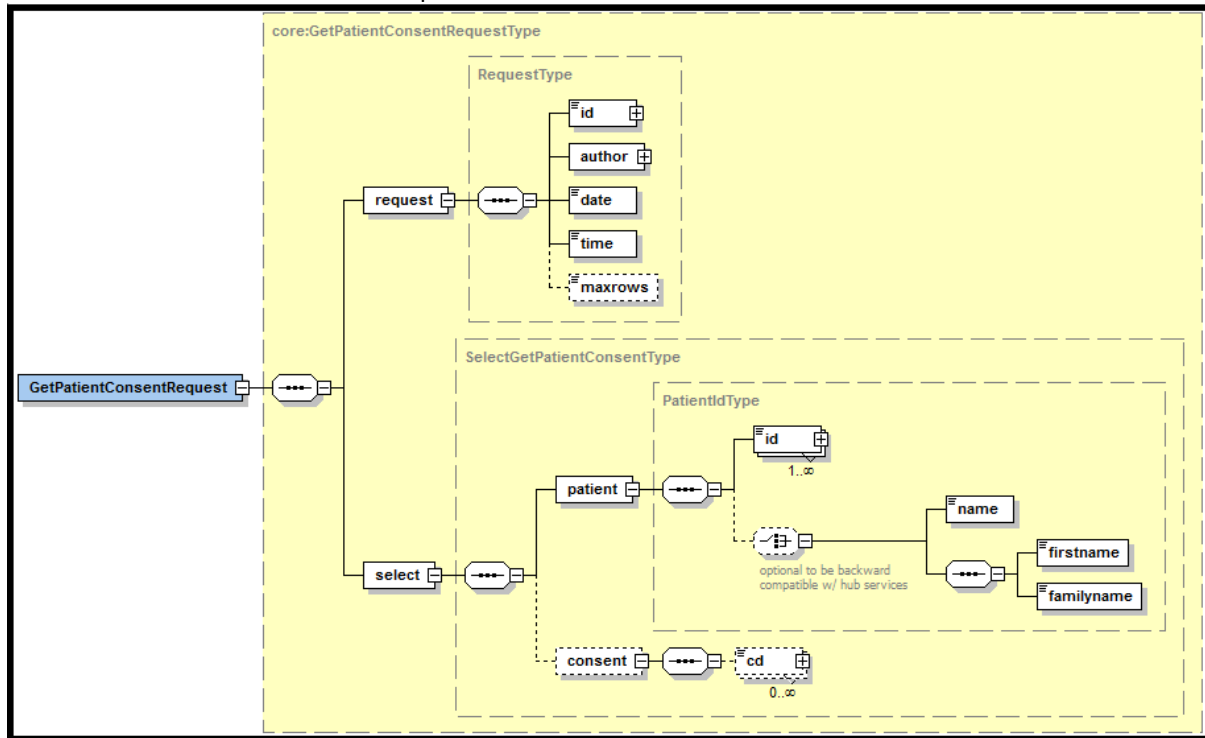 core:GetPatientConsentRequestType
RequestType
id
author
date
time
maxrows
request
GetPatientConsentRequest
SelectGetPatientConsentType
PatientIdType
id
1..∞
patient
name
optional to be backward
compatible w/ hub services
firstname
familyname
select
consent
cd
0..∞